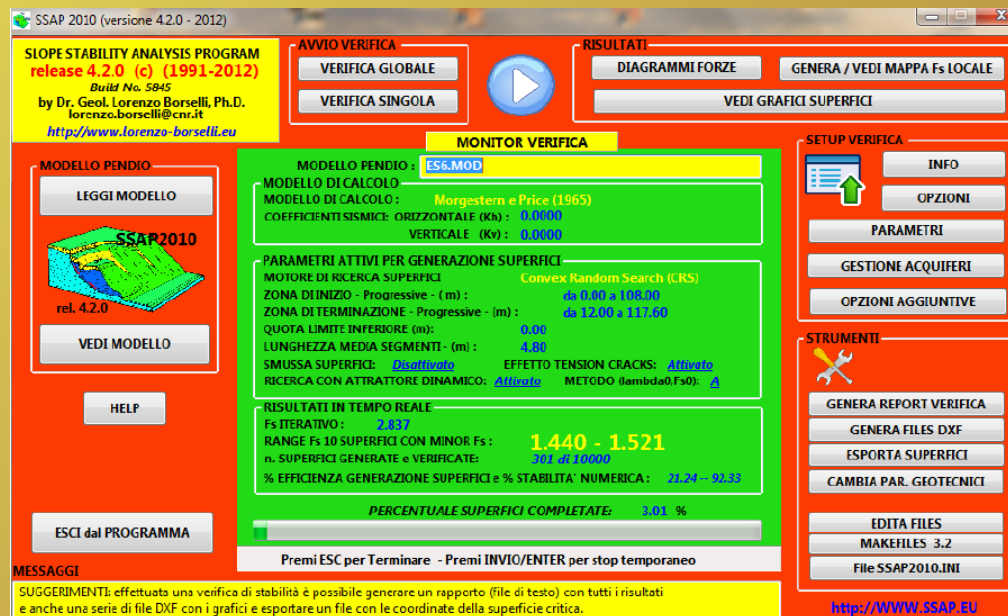 SSAP 2010 (versione 4.2.0 - 2012)
SLOPE STABILITY ANALYSIS PROGRAM
release 4.2.0 (c) (1991-2012)
Build No. 5845
by Dr. Geol. Lorenzo Borselli, Ph.D.
lorenzo.borselli@cnr.it
http://www.lorenzo-borselli.eu
AVVIO VERIFICA
VERIFICA GLOBALE
VERIFICA SINGOLA
RISULTATI
DIAGRAMMI FORZE
GENERA / VEDI MAPPA Fs LOCALE
VEDI GRAFICI SUPERFICI
MODELLO PENDIO
LEGGI MODELLO
SSAP2010
rel. 4.2.0
VEDI MODELLO
HELP
ESCI dal PROGRAMMA
MONITOR VERIFICA
MODELLO PENDIO : ES6.MOD
MODELLO DI CALCOLO
MODELLO DI CALCOLO : Morgestern e Price (1965)
COEFFICIENTI SISMICI: ORIZZONTALE (Kh) : 0.0000
VERTICALE (Kv) : 0.0000
PARAMETRI ATTIVI PER GENERAZIONE SUPERFICI
MOTORE DI RICERCA SUPERFICI Convex Random Search (CRS)
ZONA DI INIZIO - Progressive - (m) : da 0.00 a 108.00
ZONA DI TERMINAZIONE - Progressive - (m) : da 12.00 a 117.60
QUOTA LIMITE INFERIORE (m): 0.00
LUNGHEZZA MEDIA SEGMENTI - (m) : 4.80
SMUSSA SUPERFICI: Disattivato EFFETTO TENSION CRACKS: Attivato
RICERCA CON ATTRATTORE DINAMICO: Attivato METODO (lambda0,Fs0): A
RISULTATI IN TEMPO REALE
Fs ITERATIVO : 2.837
RANGE Fs 10 SUPERFICI CON MINOR Fs : 1.440 - 1.521
n. SUPERFICI GENERATE e VERIFICATE: 301 di 10000
% EFFICIENZA GENERAZIONE SUPERFICI e % STABILITA' NUMERICA : 21.24 -- 92.33
PERCENTUALE SUPERFICI COMPLETATE: 3.01 %
Premi ESC per Terminare - Premi INVIO/ENTER per stop temporaneo
SETUP VERIFICA
INFO
OPZIONI
PARAMETRI
GESTIONE ACQUIFERI
OPZIONI AGGIUNTIVE
STRUMENTI
GENERA REPORT VERIFICA
GENERA FILES DXF
ESPORTA SUPERFICI
CAMBIA PAR. GEOTECNICI
EDITA FILES
MAKEFILES 3.2
File SSAP2010.INI
MESSAGGI
SUGGERIMENTI: effettuata una verifica di stabilità è possibile generare un rapporto (file di testo) con tutti i risultati
e anche una serie di file DXF con i grafici e esportare un file con le coordinate della superficie critica.
http://WWW.SSAP.EU